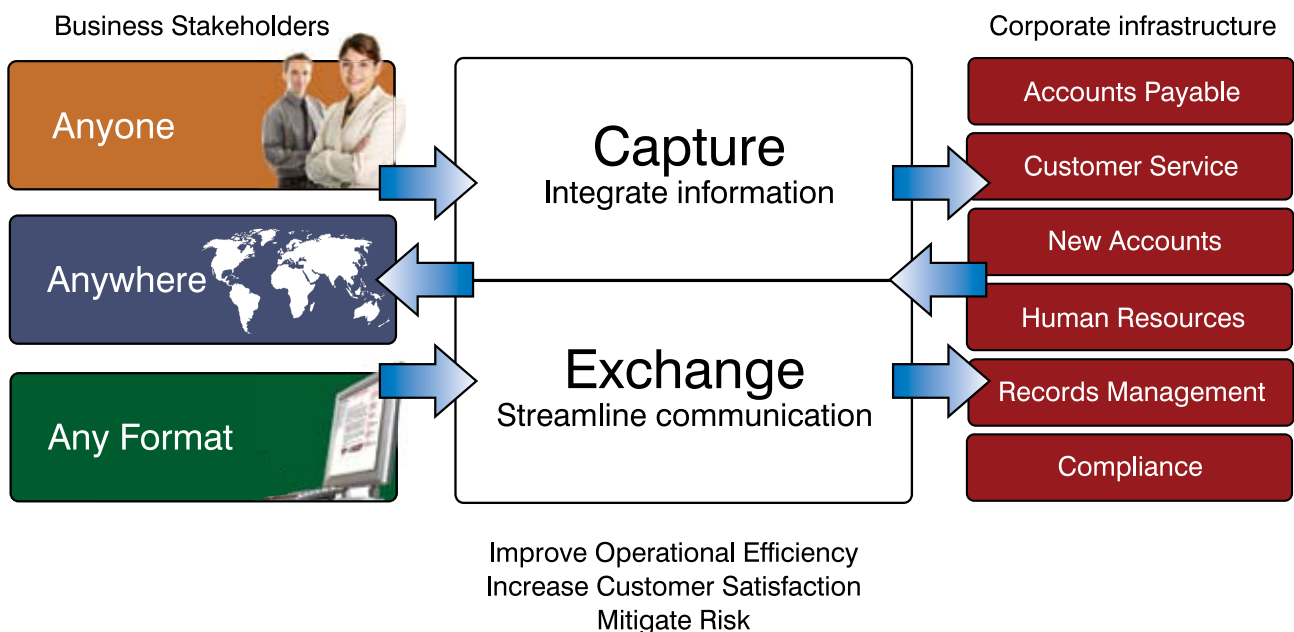 Business Stakeholders
Anyone
Anywhere
Any Format
Capture
Integrate information
Exchange
Streamline communication
Corporate infrastructure
Accounts Payable
Customer Service
New Accounts
Human Resources
Records Management
Compliance
Improve Operational Efficiency
Increase Customer Satisfaction
Mitigate Risk